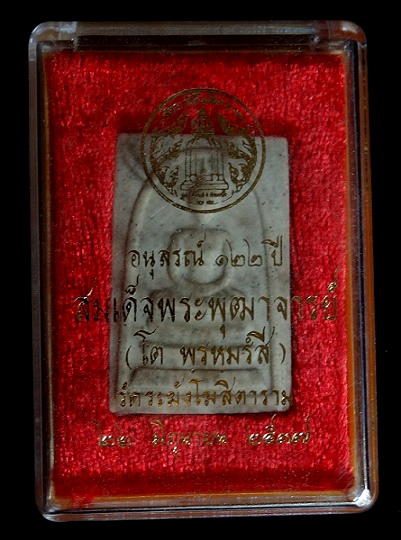 อนุสรณ์ ๑๒๒ ปี
สมเด็จพระพุฒาจารย์
(โต พรหมรํสี)
วัดระฆังโฆสิตาราม
๒๒ มิถุนายน ๒๕๓๗